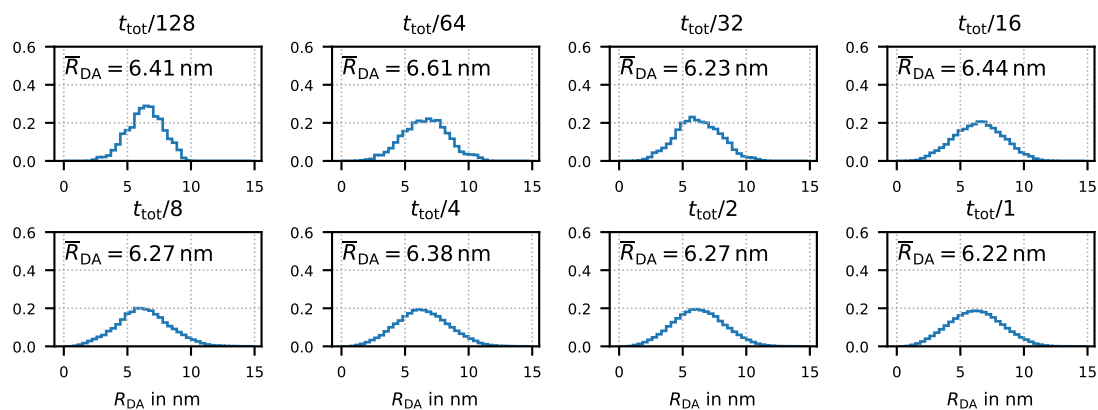 t_tot/128 t_tot/64 t_tot/32 t_tot/16
0.6 0.6 0.6 0.6
R̅_DA = 6.41 nm R̅_DA = 6.61 nm R̅_DA = 6.23 nm R̅_DA = 6.44 nm
0.4 0.4 0.4 0.4
0.2 0.2 0.2 0.2
0.0 0.0 0.0 0.0
0 5 10 15 0 5 10 15 0 5 10 15 0 5 10 15
t_tot/8 t_tot/4 t_tot/2 t_tot/1
0.6 0.6 0.6 0.6
R̅_DA = 6.27 nm R̅_DA = 6.38 nm R̅_DA = 6.27 nm R̅_DA = 6.22 nm
0.4 0.4 0.4 0.4
0.2 0.2 0.2 0.2
0.0 0.0 0.0 0.0
0 5 10 15 0 5 10 15 0 5 10 15 0 5 10 15
R_DA in nm R_DA in nm R_DA in nm R_DA in nm